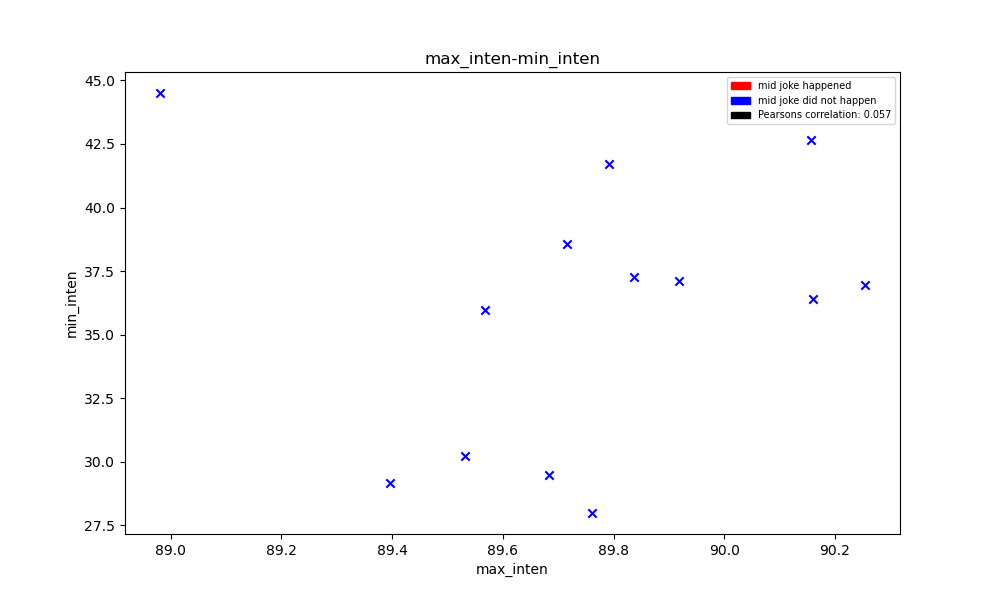 max_inten-min_inten
mid joke happened
mid joke did not happen
Pearsons correlation: 0.057
45.0
42.5
40.0
37.5
35.0
32.5
30.0
27.5
min_inten
89.0 89.2 89.4 89.6 89.8 90.0 90.2
max_inten